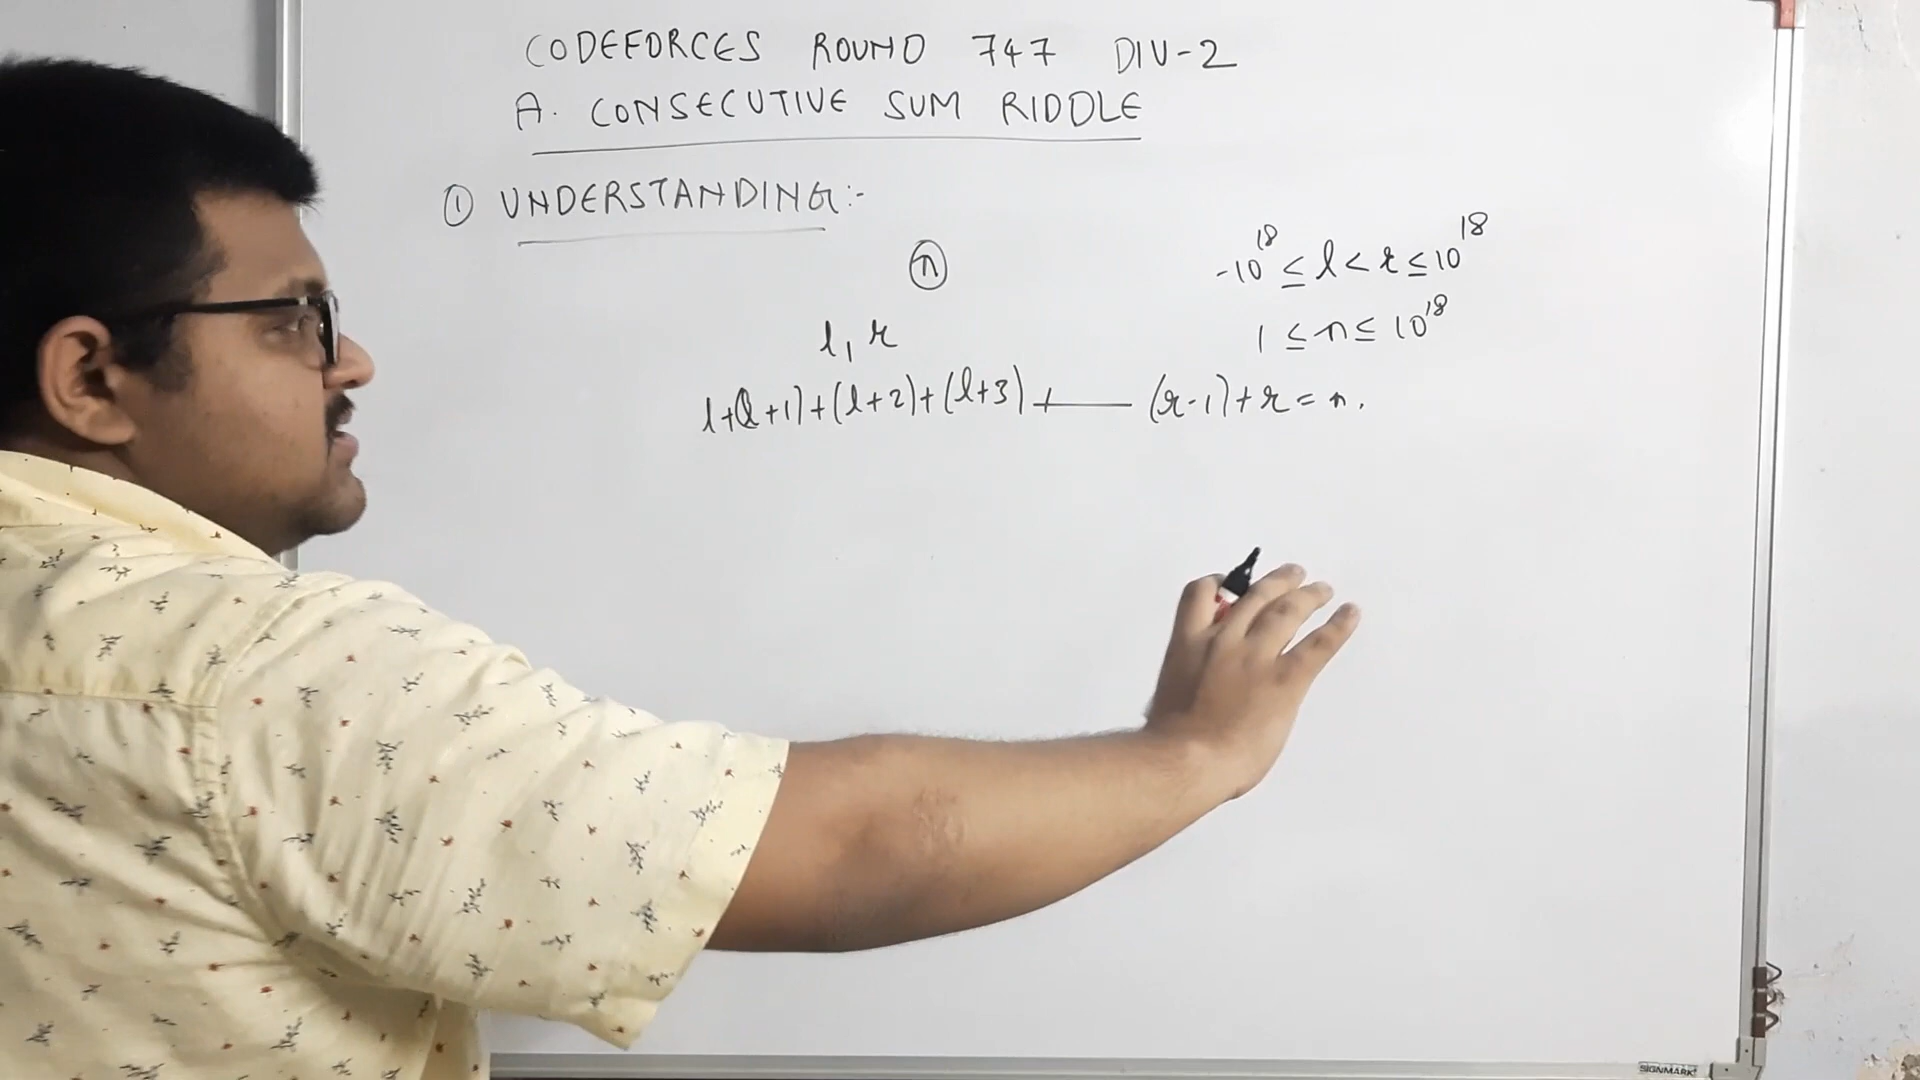 CODEFORCES ROUND 747 DIV-2
A. CONSECUTIVE SUM RIDDLE
① UNDERSTANDING:-
n
-10^18 ≤ l < r ≤ 10^18
l, r
1 ≤ n ≤ 10^18
l+(l+1)+(l+2)+(l+3)+—— (r-1)+r = n.
SIGNMARK